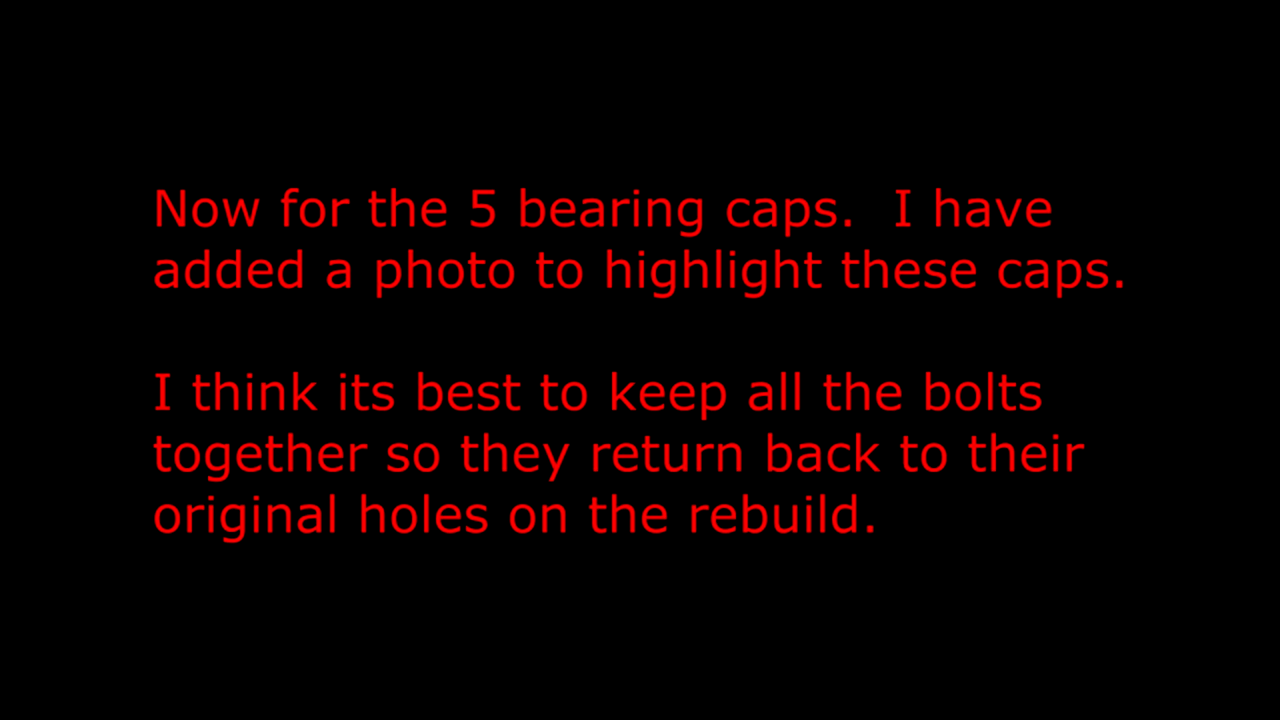 Now for the 5 bearing caps.  I have
added a photo to highlight these caps.
I think its best to keep all the bolts
together so they return back to their
original holes on the rebuild.